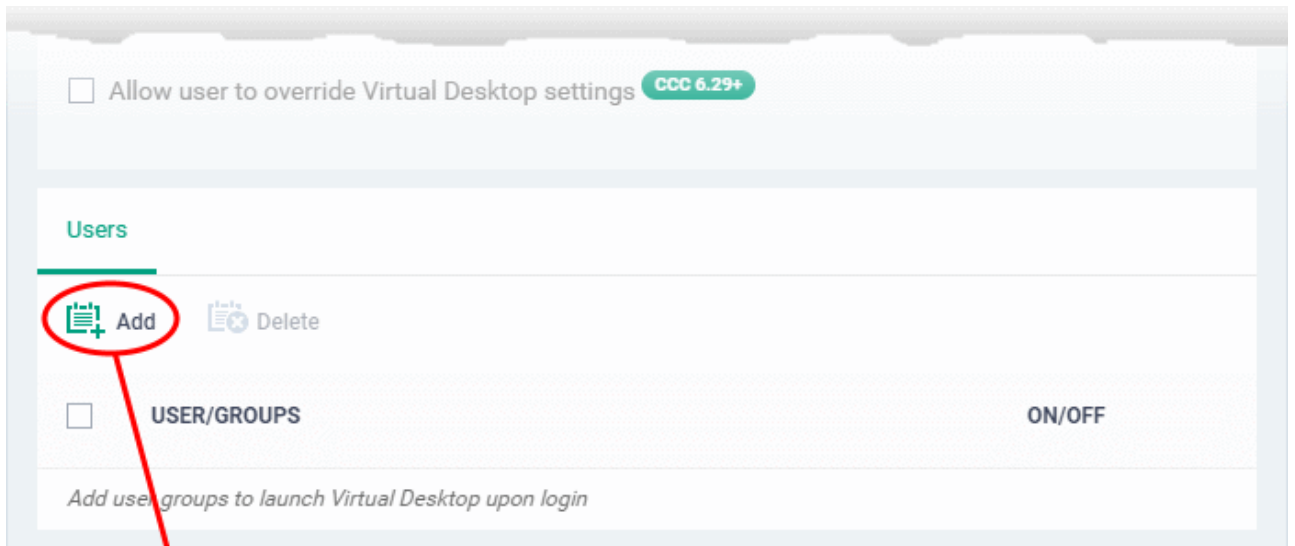 Allow user to override Virtual Desktop settings CCC 6.29+
Users
Add Delete
USER/GROUPS ON/OFF
Add user groups to launch Virtual Desktop upon login